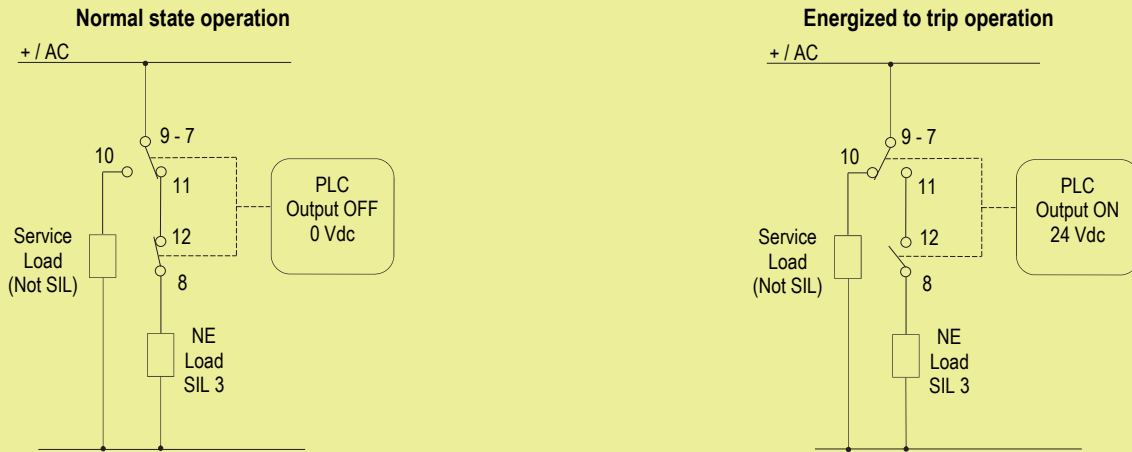 Normal state operation
+ / AC
9 - 7
10
11
PLC
Output OFF
0 Vdc
12
Service
Load
(Not SIL)
8
NE
Load
SIL 3
Energized to trip operation
+ / AC
9 - 7
10
11
PLC
Output ON
24 Vdc
12
Service
Load
(Not SIL)
8
NE
Load
SIL 3